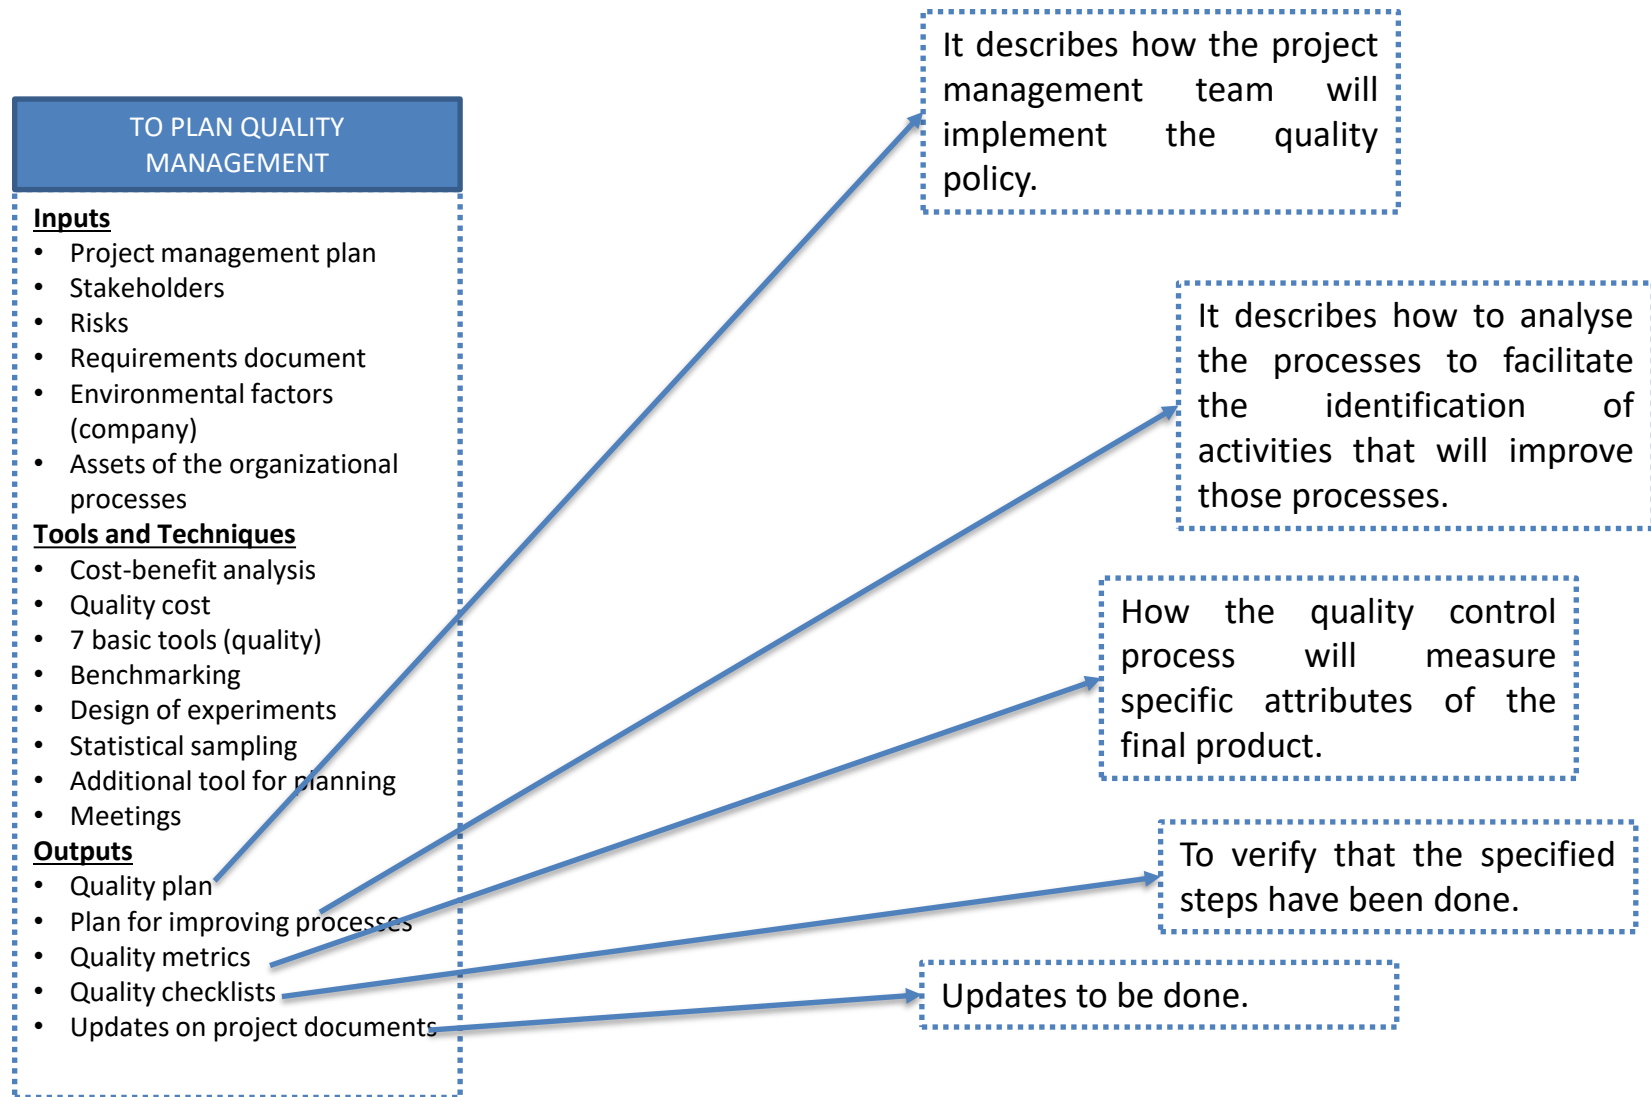 TO PLAN QUALITY
MANAGEMENT
Inputs
• Project management plan
• Stakeholders
• Risks
• Requirements document
• Environmental factors
(company)
• Assets of the organizational
processes
Tools and Techniques
• Cost-benefit analysis
• Quality cost
• 7 basic tools (quality)
• Benchmarking
• Design of experiments
• Statistical sampling
• Additional tool for planning
• Meetings
Outputs
• Quality plan
• Plan for improving processes
• Quality metrics
• Quality checklists
• Updates on project documents
It describes how the project
management team will
implement the quality
policy.
It describes how to analyse
the processes to facilitate
the identification of
activities that will improve
those processes.
How the quality control
process will measure
specific attributes of the
final product.
To verify that the specified
steps have been done.
Updates to be done.